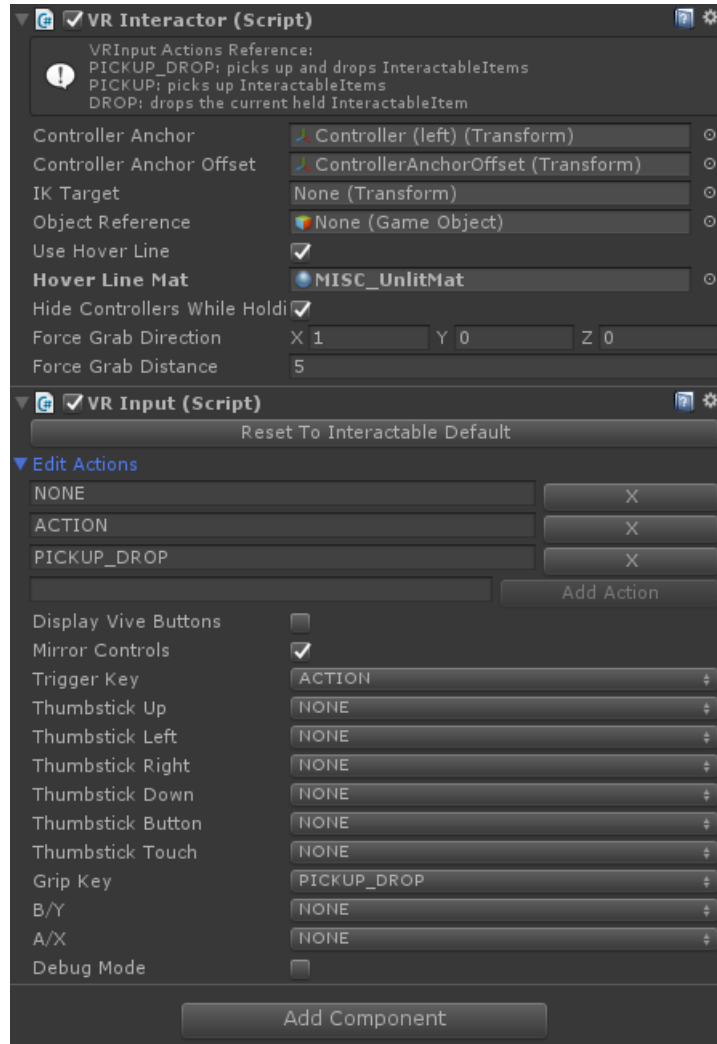 VR Interactor (Script)
VRInput Actions Reference:
PICKUP_DROP: picks up and drops InteractableItems
PICKUP: picks up InteractableItems
DROP: drops the current held InteractableItem
Controller Anchor Controller (left) (Transform)
Controller Anchor Offset ControllerAnchorOffset (Transform)
IK Target None (Transform)
Object Reference None (Game Object)
Use Hover Line
Hover Line Mat MISC_UnlitMat
Hide Controllers While Holdi
Force Grab Direction X 1 Y 0 Z 0
Force Grab Distance 5
VR Input (Script)
Reset To Interactable Default
Edit Actions
NONE X
ACTION X
PICKUP_DROP X
Add Action
Display Vive Buttons
Mirror Controls
Trigger Key ACTION
Thumbstick Up NONE
Thumbstick Left NONE
Thumbstick Right NONE
Thumbstick Down NONE
Thumbstick Button NONE
Thumbstick Touch NONE
Grip Key PICKUP_DROP
B/Y NONE
A/X NONE
Debug Mode
Add Component